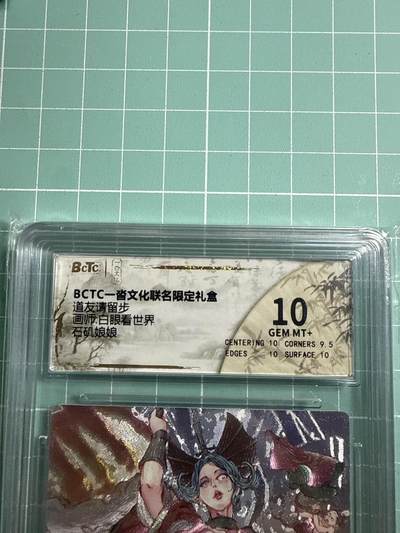 BCTC
BCTC一沓文化联名限定礼盒
道友请留步
画师:白眼看世界
石矶娘娘
10
GEM MT+
CENTERING 10 CORNERS 9.5
EDGES 10 SURFACE 10